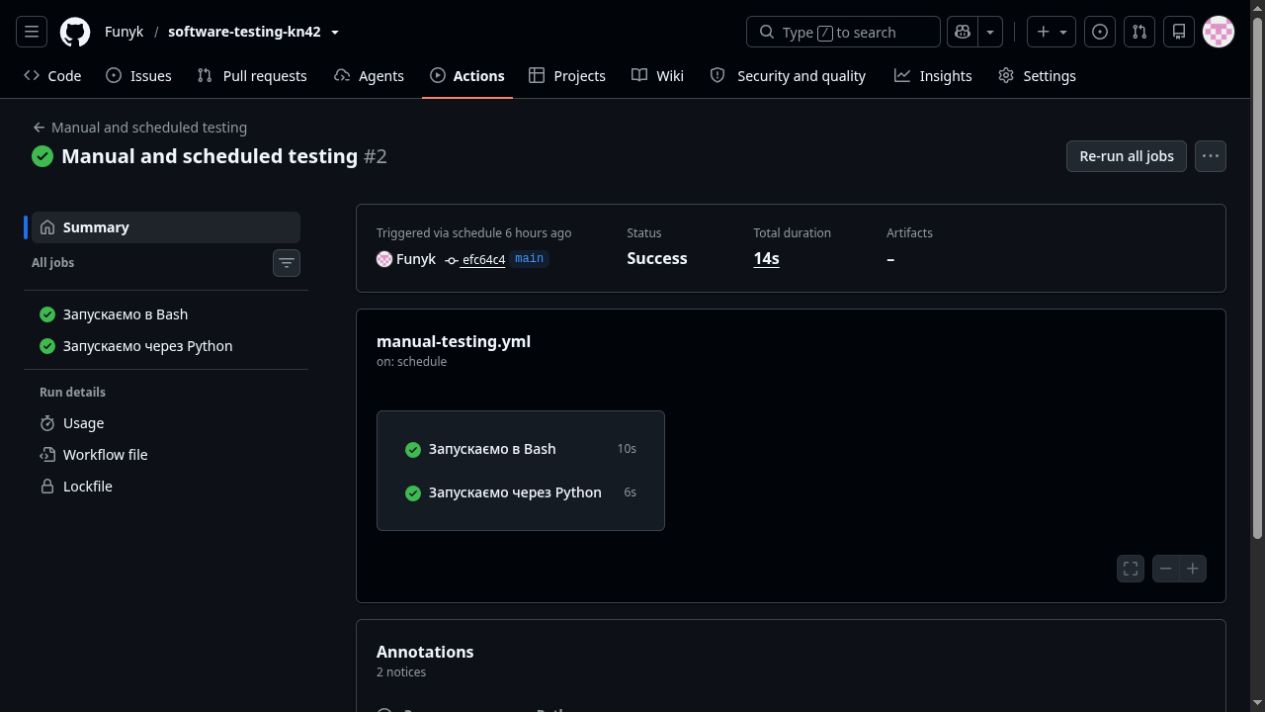 Funyk / software-testing-kn42
Type / to search
Code Issues Pull requests Agents Actions Projects Wiki Security and quality Insights Settings
← Manual and scheduled testing
Manual and scheduled testing #2
Re-run all jobs
Summary
All jobs
Запускаємо в Bash
Запускаємо через Python
Run details
Usage
Workflow file
Lockfile
Triggered via schedule 6 hours ago Status Total duration Artifacts
Funyk efc64c4 main Success 14s –
manual-testing.yml
on: schedule
Запускаємо в Bash 10s
Запускаємо через Python 6s
Annotations
2 notices